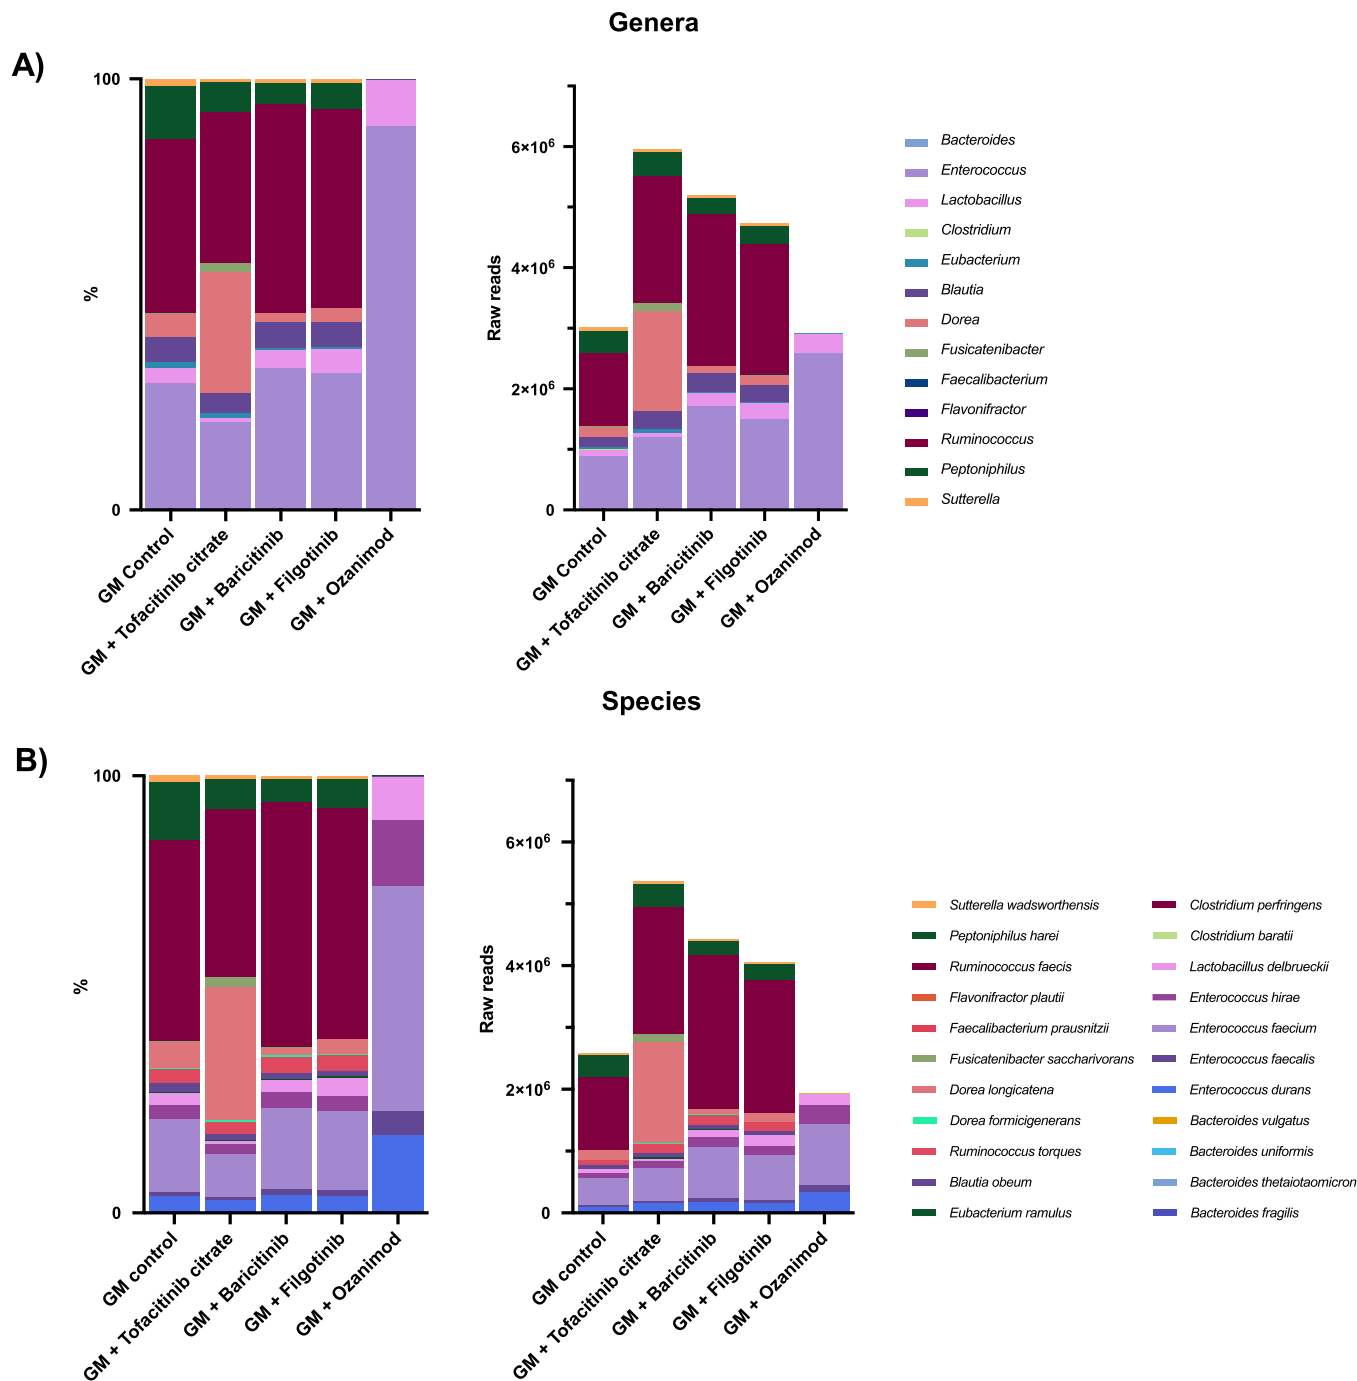 Genera
A)
100
%
0
GM Control
GM + Tofacitinib citrate
GM + Baricitinib
GM + Filgotinib
GM + Ozanimod
6×10⁶
4×10⁶
2×10⁶
0
Raw reads
GM Control
GM + Tofacitinib citrate
GM + Baricitinib
GM + Filgotinib
GM + Ozanimod
Bacteroides
Enterococcus
Lactobacillus
Clostridium
Eubacterium
Blautia
Dorea
Fusicatenibacter
Faecalibacterium
Flavonifractor
Ruminococcus
Peptoniphilus
Sutterella
Species
B)
100
%
0
GM control
GM + Tofacitinib citrate
GM + Baricitinib
GM + Filgotinib
GM + Ozanimod
6×10⁶
4×10⁶
2×10⁶
0
Raw reads
GM control
GM + Tofacitinib citrate
GM + Baricitinib
GM + Filgotinib
GM + Ozanimod
Sutterella wadsworthensis
Peptoniphilus harei
Ruminococcus faecis
Flavonifractor plautii
Faecalibacterium prausnitzii
Fusicatenibacter saccharivorans
Dorea longicatena
Dorea formicigenerans
Ruminococcus torques
Blautia obeum
Eubacterium ramulus
Clostridium perfringens
Clostridium baratii
Lactobacillus delbrueckii
Enterococcus hirae
Enterococcus faecium
Enterococcus faecalis
Enterococcus durans
Bacteroides vulgatus
Bacteroides uniformis
Bacteroides thetaiotaomicron
Bacteroides fragilis